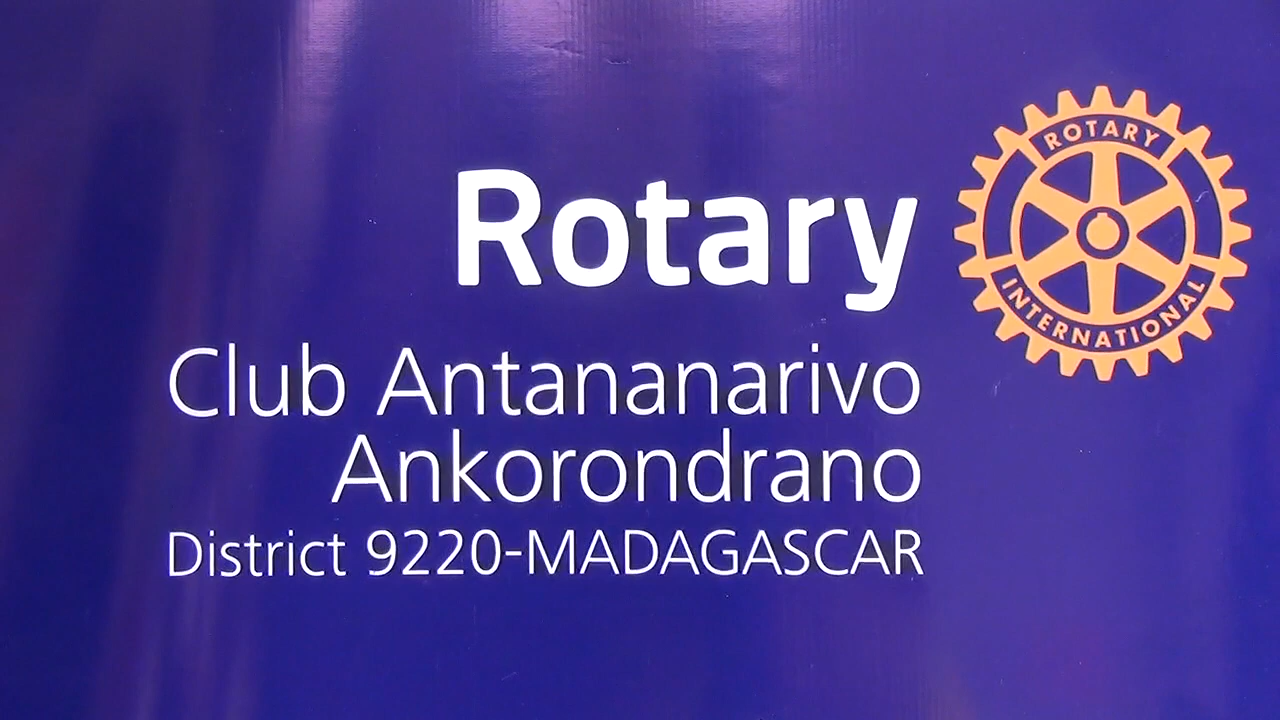 Rotary
ROTARY
INTERNATIONAL
Club Antananarivo
Ankorondrano
District 9220-MADAGASCAR